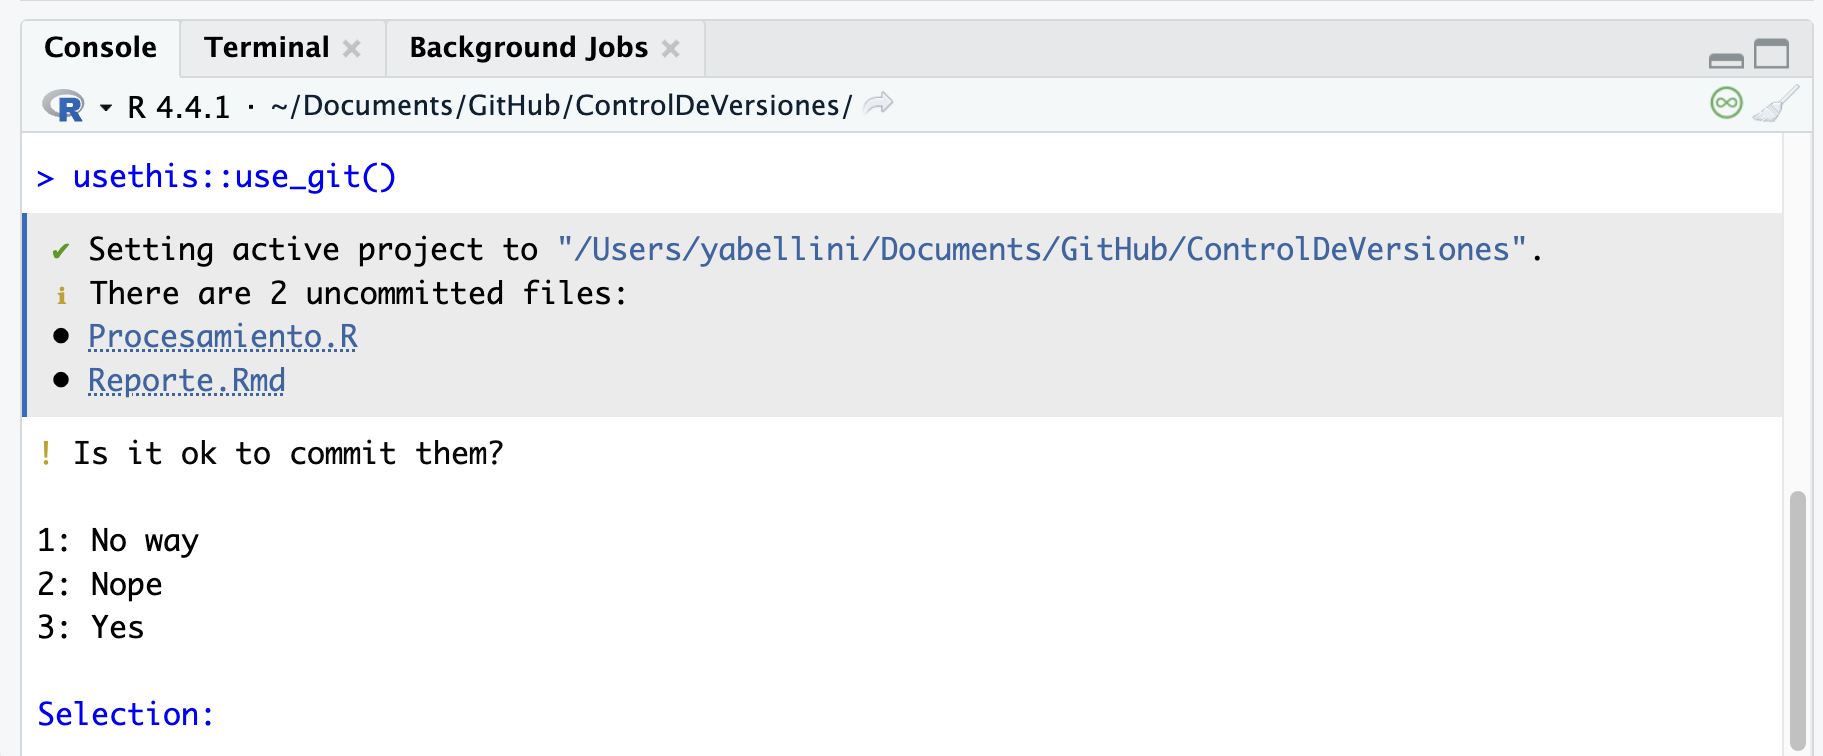 Console Terminal Background Jobs
R 4.4.1 · ~/Documents/GitHub/ControlDeVersiones/
> usethis::use_git()
✔ Setting active project to "/Users/yabellini/Documents/GitHub/ControlDeVersiones".
ℹ There are 2 uncommitted files:
• Procesamiento.R
• Reporte.Rmd
! Is it ok to commit them?
1: No way
2: Nope
3: Yes
Selection: